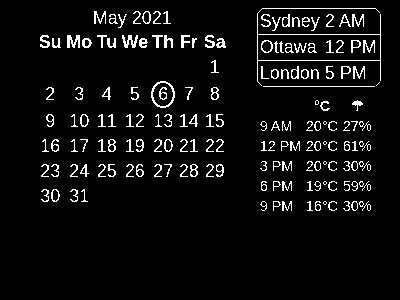 May 2021
Su Mo Tu We Th Fr Sa
1
2 3 4 5 6 7 8
9 10 11 12 13 14 15
16 17 18 19 20 21 22
23 24 25 26 27 28 29
30 31
Sydney 2 AM
Ottawa 12 PM
London 5 PM
°C ☂
9 AM 20°C 27%
12 PM 20°C 61%
3 PM 20°C 30%
6 PM 19°C 59%
9 PM 16°C 30%